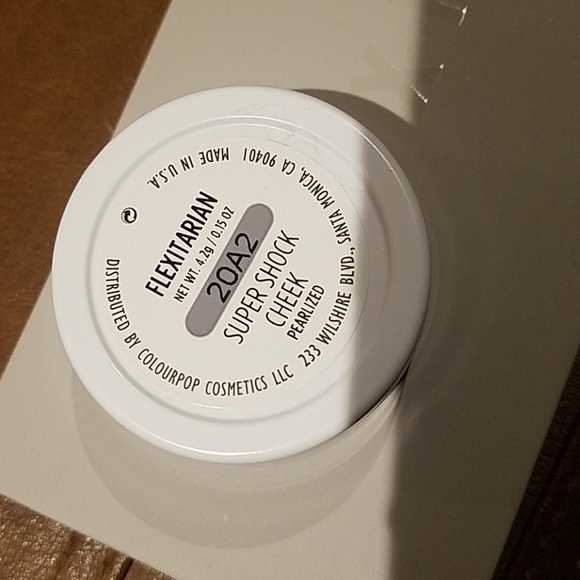 FLEXITARIAN
NET WT. 4.2g / 0.15 OZ
20A2
SUPER SHOCK
CHEEK
PEARLIZED
DISTRIBUTED BY COLOURPOP COSMETICS LLC 233 WILSHIRE BLVD., SANTA MONICA, CA 90401 MADE IN U.S.A.